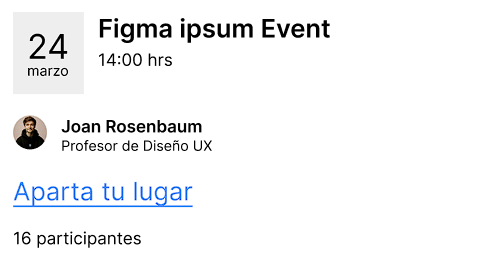 24
marzo
Figma ipsum Event
14:00 hrs
Joan Rosenbaum
Profesor de Diseño UX
Aparta tu lugar
16 participantes